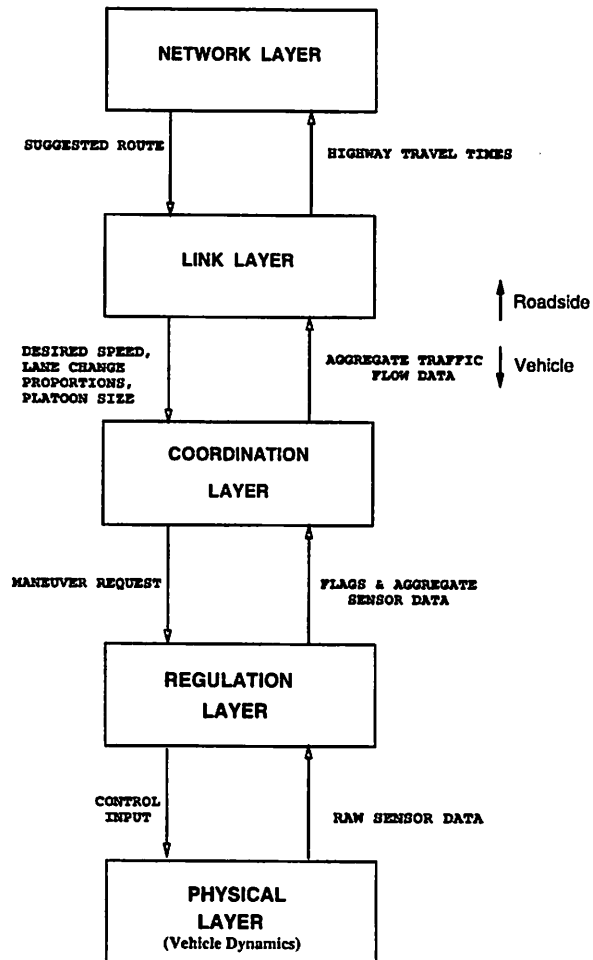 NETWORK LAYER
SUGGESTED ROUTE
HIGHWAY TRAVEL TIMES
LINK LAYER
Roadside
Vehicle
DESIRED SPEED,
LANE CHANGE
PROPORTIONS,
PLATOON SIZE
AGGREGATE TRAFFIC
FLOW DATA
COORDINATION
LAYER
MANEUVER REQUEST
FLAGS & AGGREGATE
SENSOR DATA
REGULATION
LAYER
CONTROL
INPUT
RAW SENSOR DATA
PHYSICAL
LAYER
(Vehicle Dynamics)